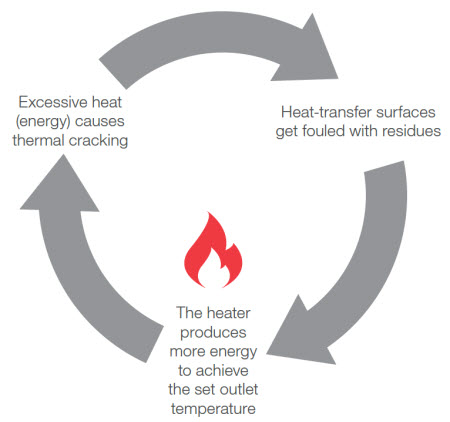 Excessive heat
(energy) causes
thermal cracking
Heat-transfer surfaces
get fouled with residues
The heater
produces
more energy
to achieve
the set outlet
temperature